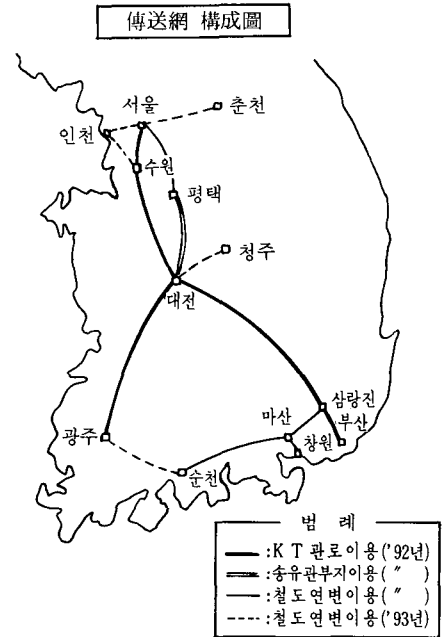 傳送網 構成圖
서울
춘천
인천
수원
평택
청주
대전
삼랑진
마산
부산
광주
창원
순천
범 례
:KT관로이용('92년)
:송유관부지이용( 〃 )
:철도연변이용( 〃 )
:철도연변이용('93년)